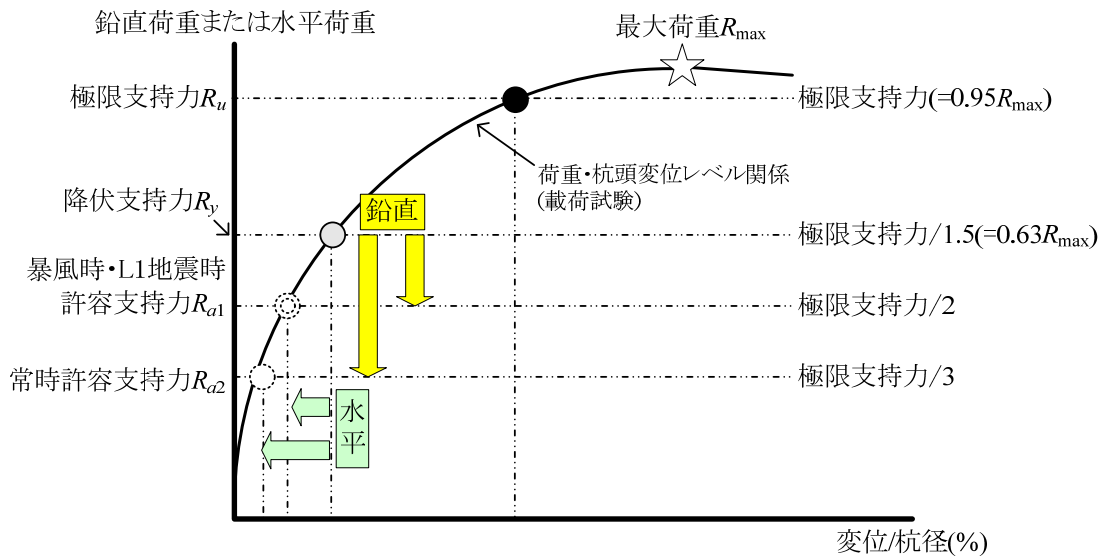 鉛直荷重または水平荷重
最大荷重Rmax
極限支持力Ru
極限支持力(=0.95Rmax)
荷重・杭頭変位レベル関係
(載荷試験)
降伏支持力Ry
鉛直
極限支持力/1.5(=0.63Rmax)
暴風時・L1地震時
許容支持力Ra1
極限支持力/2
常時許容支持力Ra2
極限支持力/3
水
平
変位/杭径(%)